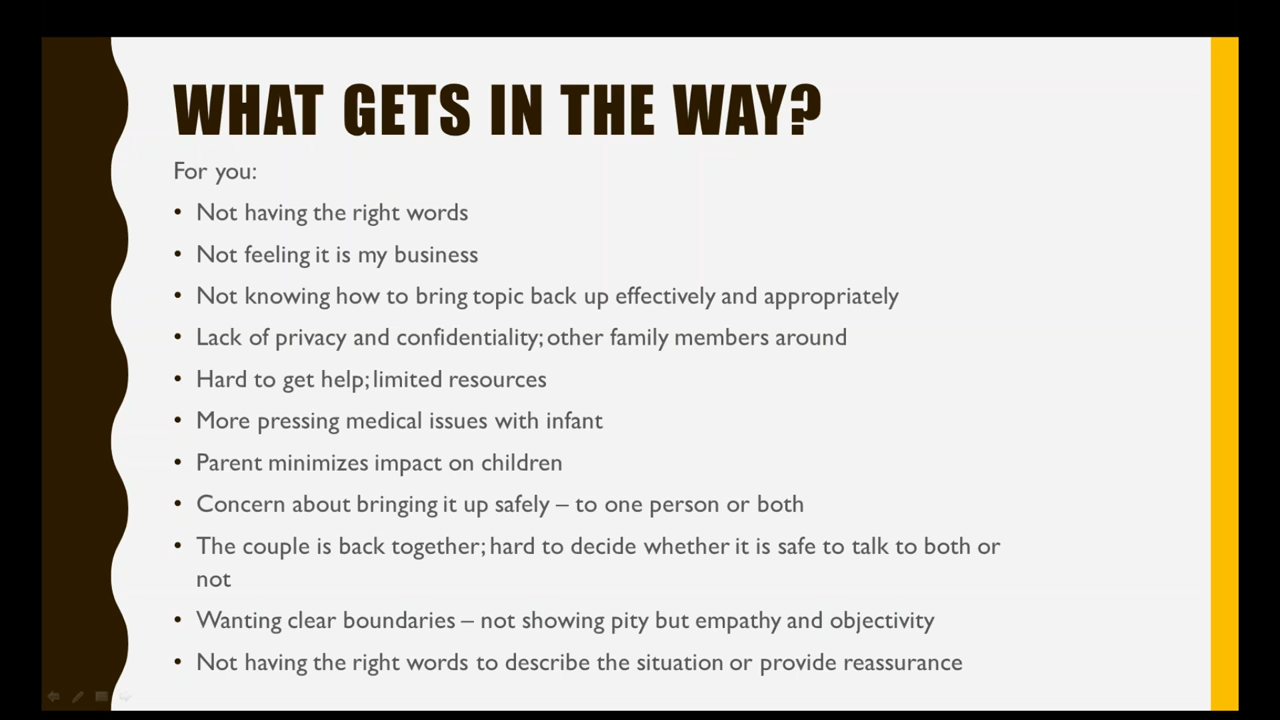 WHAT GETS IN THE WAY?
For you:
• Not having the right words
• Not feeling it is my business
• Not knowing how to bring topic back up effectively and appropriately
• Lack of privacy and confidentiality; other family members around
• Hard to get help; limited resources
• More pressing medical issues with infant
• Parent minimizes impact on children
• Concern about bringing it up safely – to one person or both
• The couple is back together; hard to decide whether it is safe to talk to both or
not
• Wanting clear boundaries – not showing pity but empathy and objectivity
• Not having the right words to describe the situation or provide reassurance